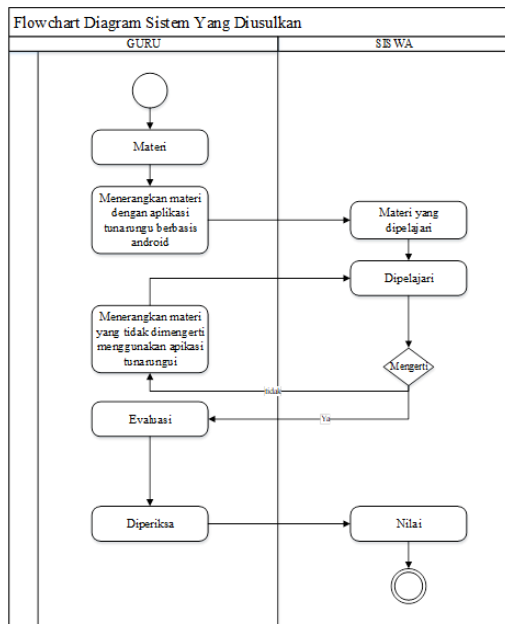 Flowchart Diagram Sistem Yang Diusulkan
GURU
SISWA
Materi
Menerangkan materi
dengan aplikasi
tunarungu berbasis
android
Materi yang
dipelajari
Dipelajari
Menerangkan materi
yang tidak dimengerti
menggunakan apikasi
tunarungui
Mengerti
tidak
Evaluasi
Ya
Diperiksa
Nilai